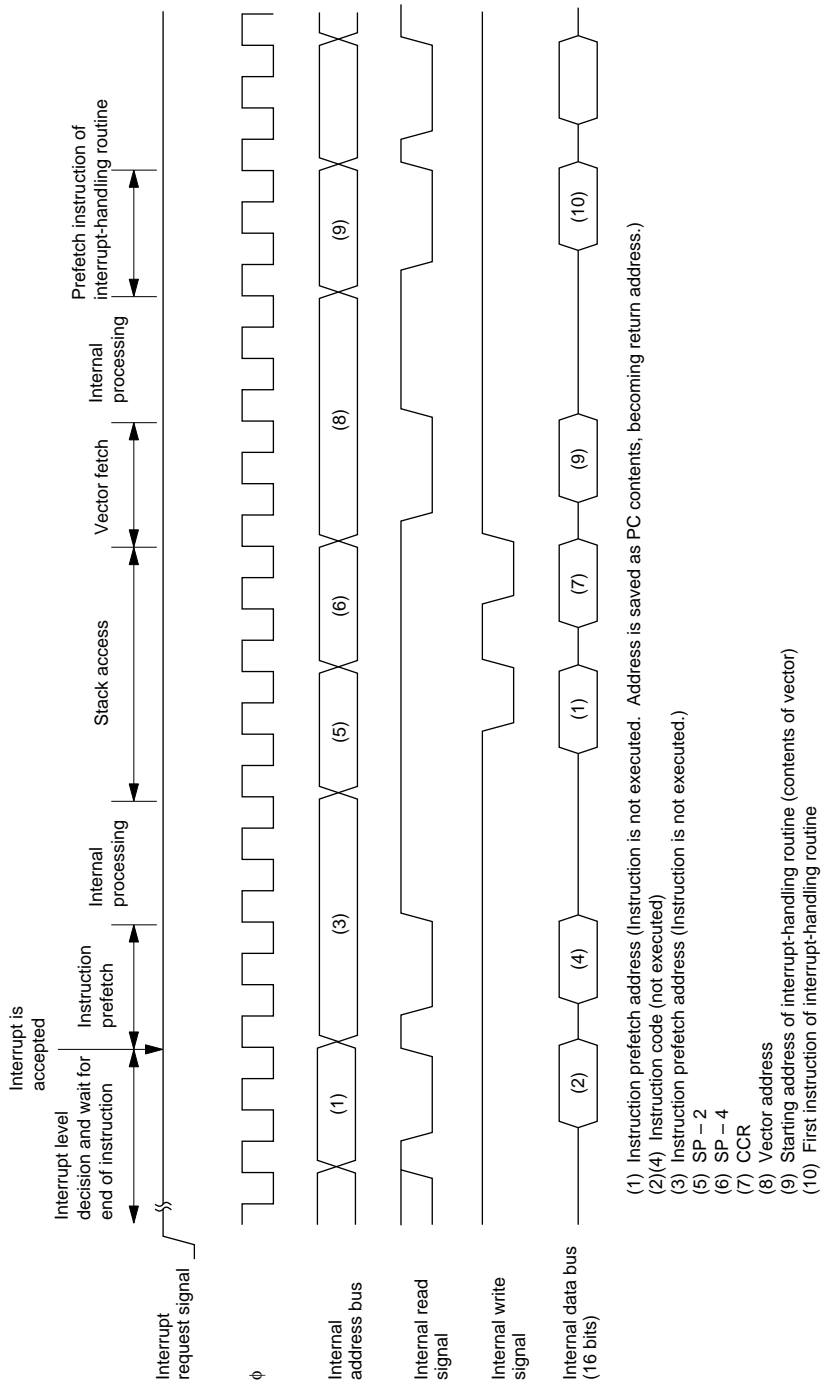 Interrupt is
accepted
Interrupt level
decision and wait for
end of instruction
Instruction
prefetch
Internal
processing
Stack access
Vector fetch
Internal
processing
Prefetch instruction of
interrupt-handling routine
Interrupt
request signal
φ
Internal
address bus
(1)
(3)
(5)
(6)
(8)
(9)
Internal read
signal
Internal write
signal
Internal data bus
(16 bits)
(2)
(4)
(1)
(7)
(9)
(10)
(1) Instruction prefetch address (Instruction is not executed. Address is saved as PC contents, becoming return address.)
(2)(4) Instruction code (not executed)
(3) Instruction prefetch address (Instruction is not executed.)
(5) SP – 2
(6) SP – 4
(7) CCR
(8) Vector address
(9) Starting address of interrupt-handling routine (contents of vector)
(10) First instruction of interrupt-handling routine